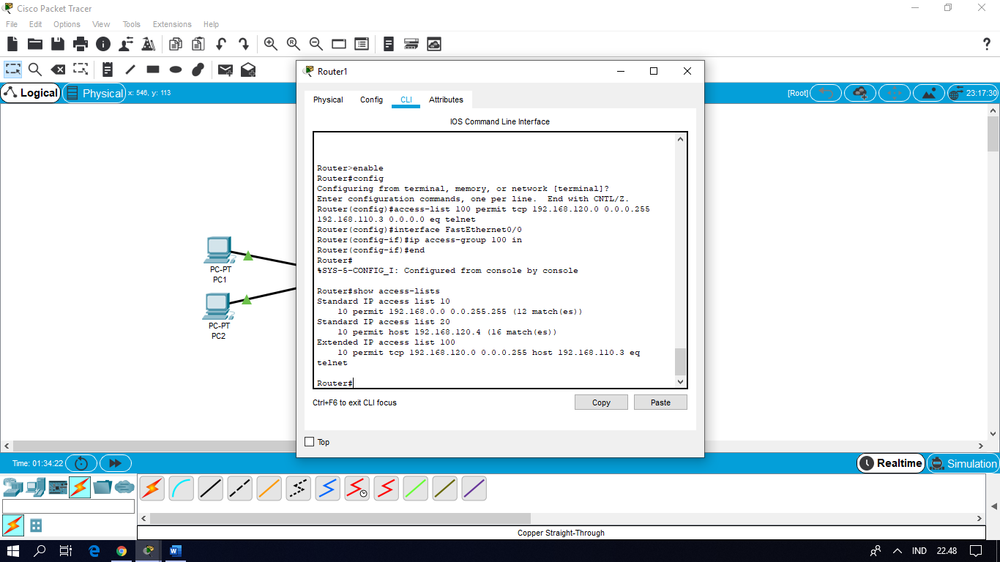 Cisco Packet Tracer
File Edit Options View Tools Extensions Help
?
Logical
Physical
x: 546, y: 113
[Root]
23:17:30
PC-PT
PC1
PC-PT
PC2
Router1
Physical Config CLI Attributes
IOS Command Line Interface
Router>enable
Router#config
Configuring from terminal, memory, or network [terminal]?
Enter configuration commands, one per line.  End with CNTL/Z.
Router(config)#access-list 100 permit tcp 192.168.120.0 0.0.0.255
192.168.110.3 0.0.0.0 eq telnet
Router(config)#interface FastEthernet0/0
Router(config-if)#ip access-group 100 in
Router(config-if)#end
Router#
%SYS-5-CONFIG_I: Configured from console by console
Router#show access-lists
Standard IP access list 10
    10 permit 192.168.0.0 0.0.255.255 (12 match(es))
Standard IP access list 20
    10 permit host 192.168.120.4 (16 match(es))
Extended IP access list 100
    10 permit tcp 192.168.120.0 0.0.0.255 host 192.168.110.3 eq
telnet
Router#
Ctrl+F6 to exit CLI focus
Copy
Paste
Top
Time: 01:34:22
Realtime
Simulation
Copper Straight-Through
IND
22.48